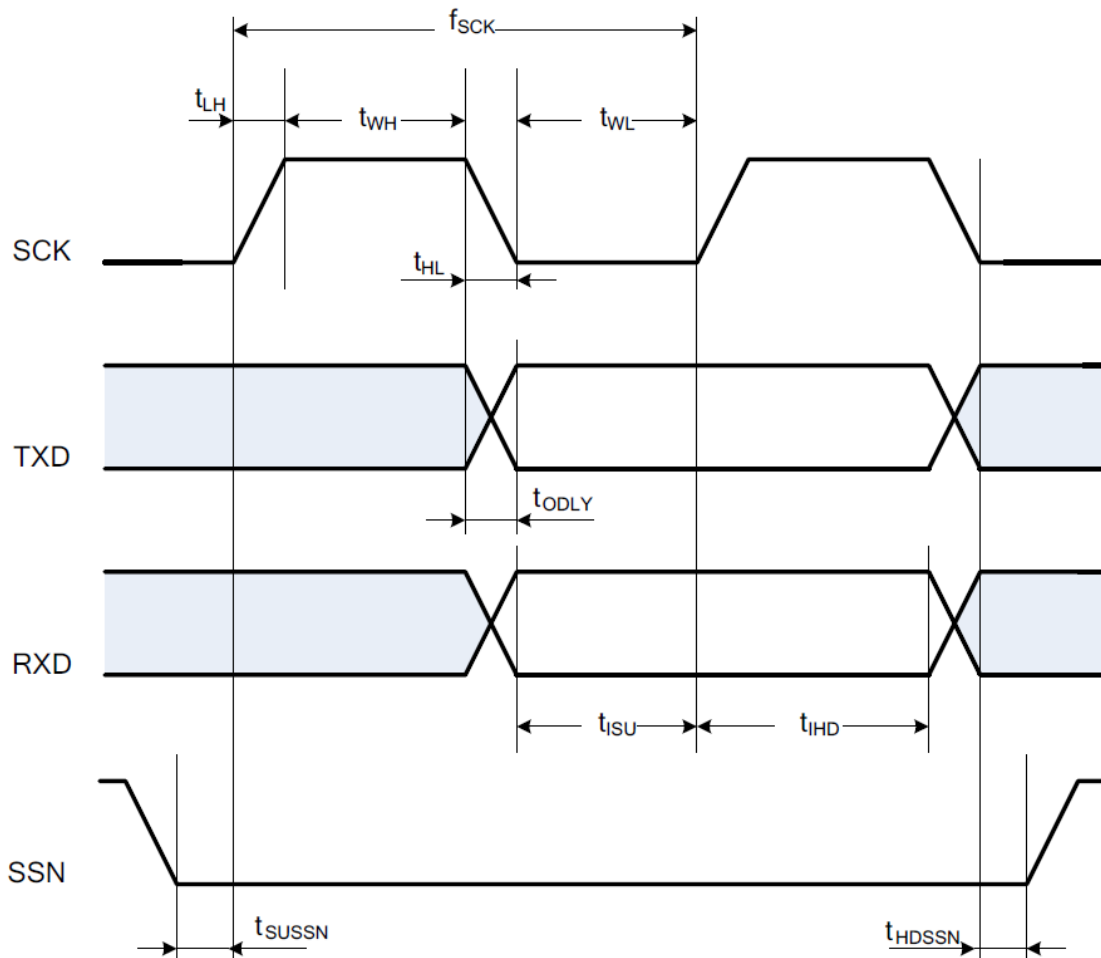 fSCK
tLH
tWH
tWL
SCK
tHL
TXD
tODLY
RXD
tISU
tIHD
SSN
tSUSSN
tHDSSN